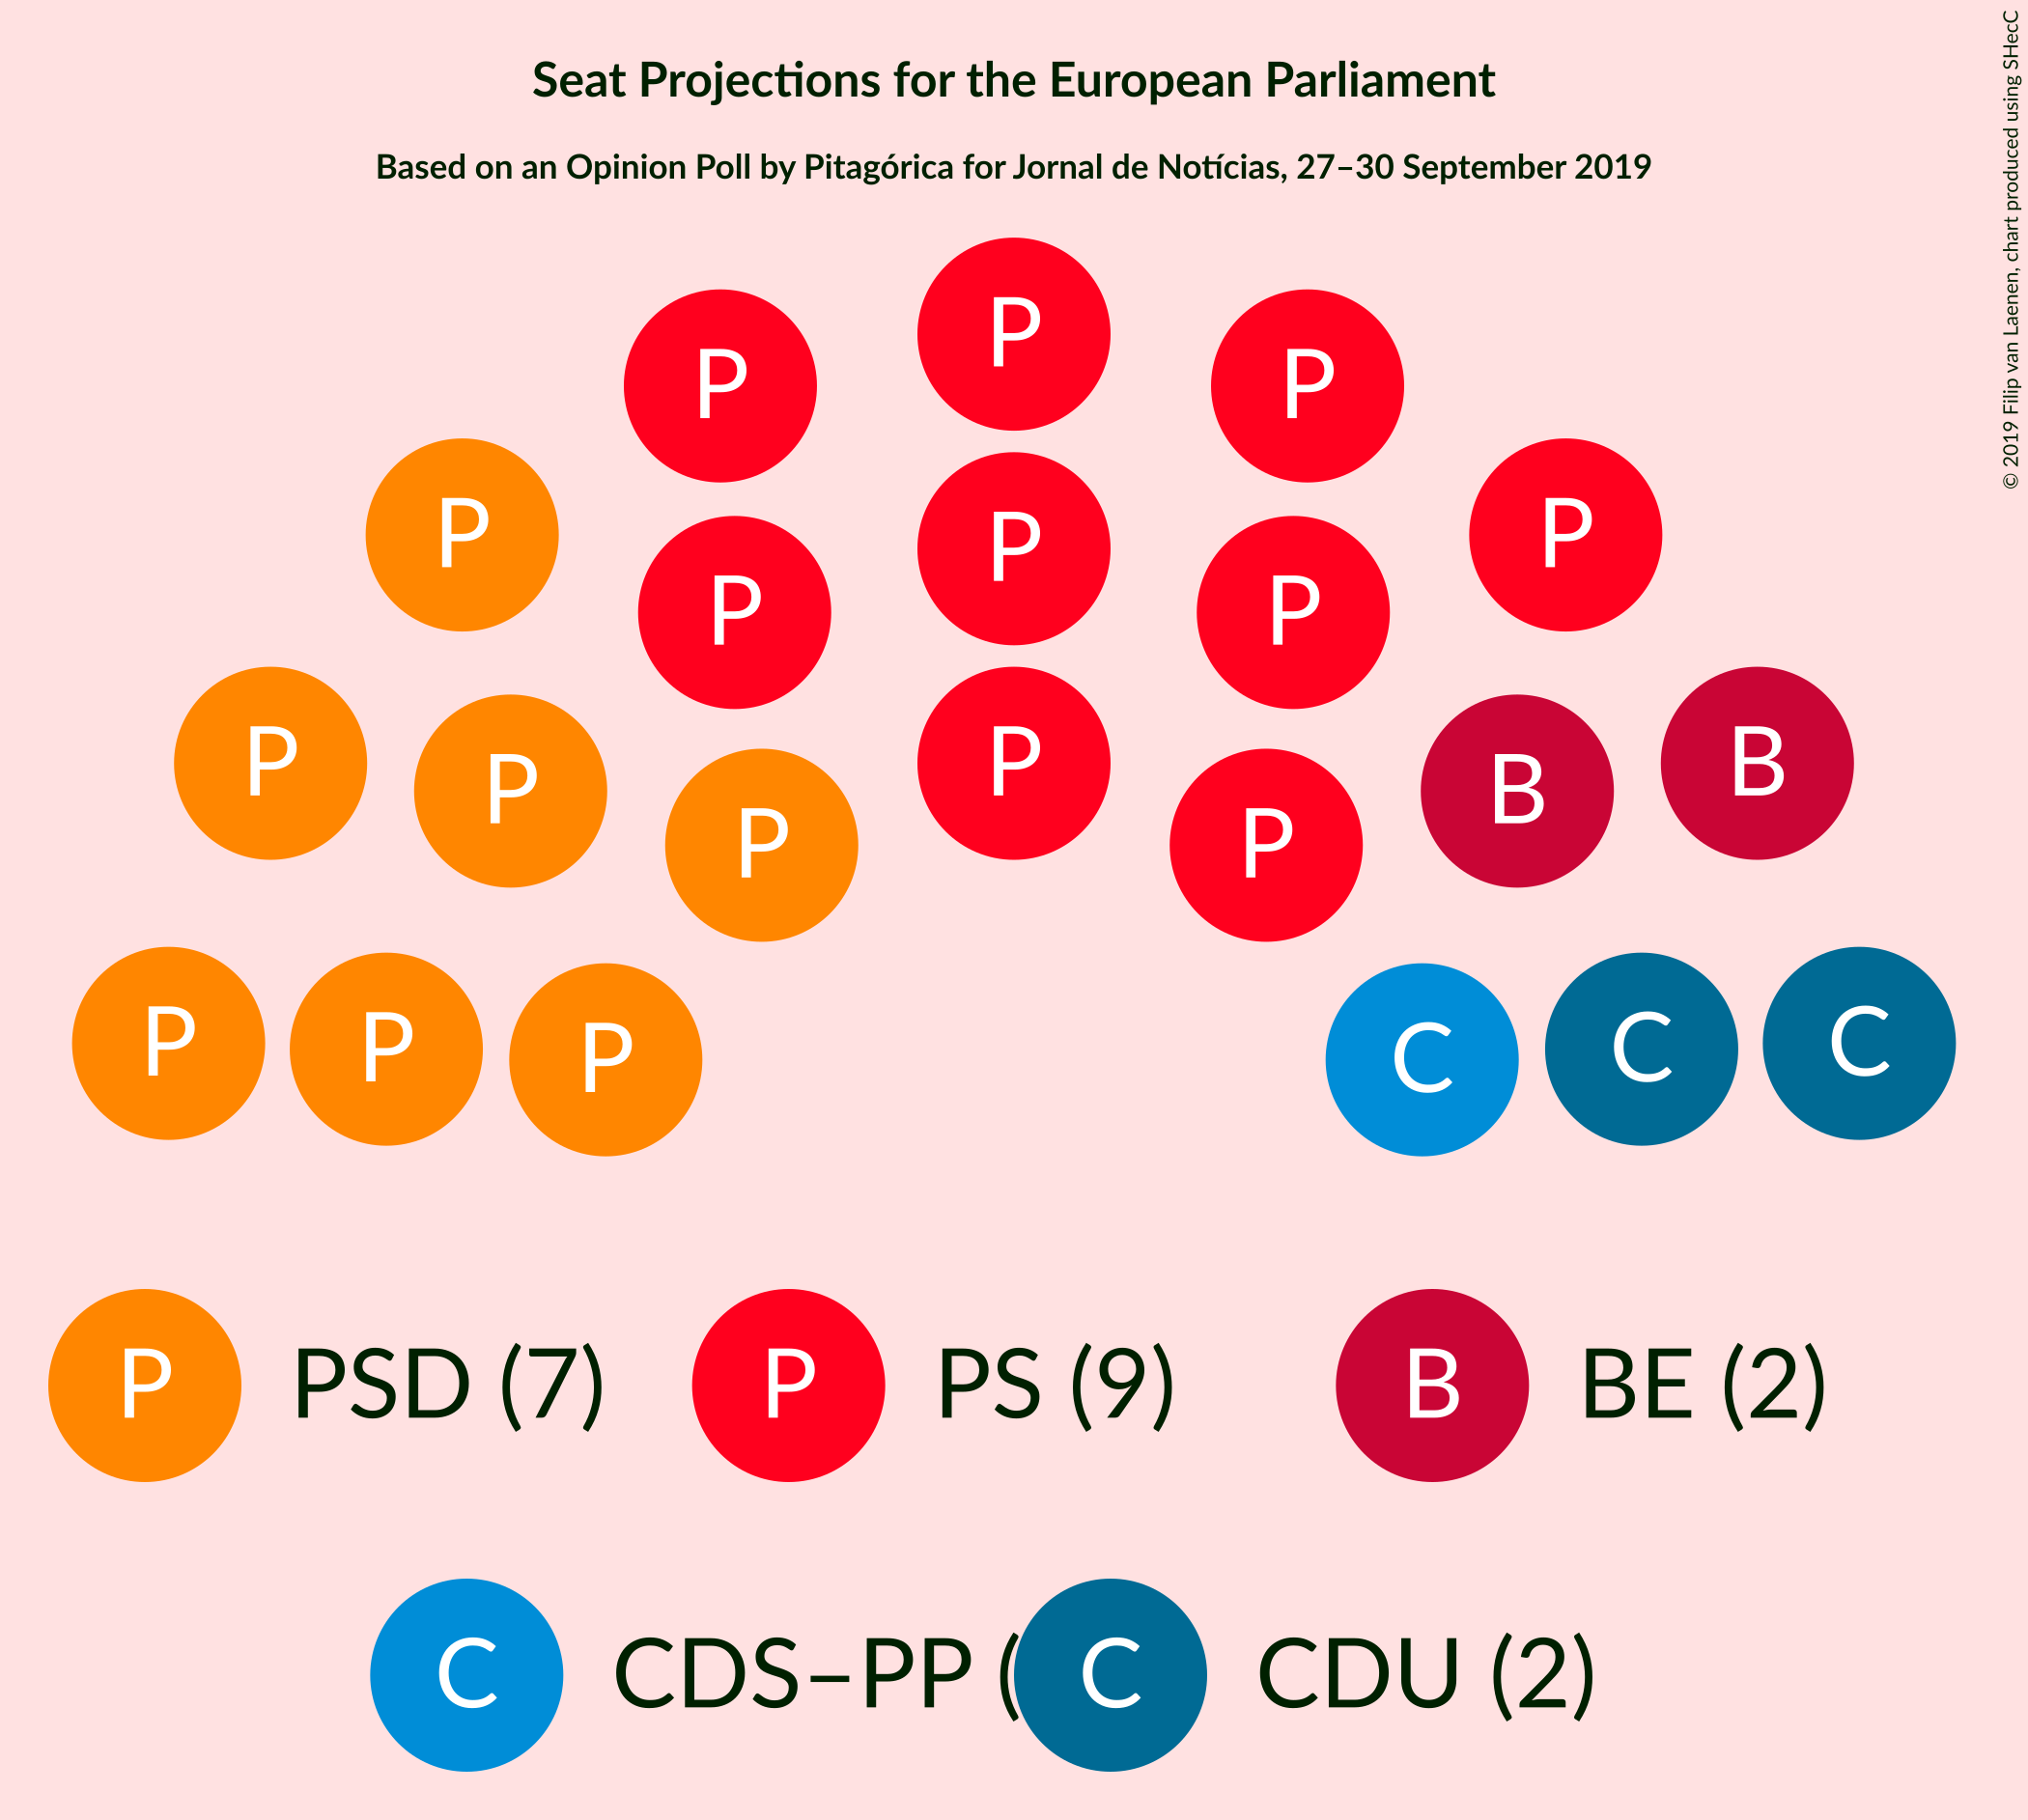 Seat Projections for the European Parliament
Based on an Opinion Poll by Pitagórica for Jornal de Notícias, 27–30 September 2019
© 2019 Filip van Laenen, chart produced using SHecC
P
P P
P P
P P P
P P
P B B
P P P
P P P C C C
P PSD (7) P PS (9) B BE (2)
C CDS–PP ( C CDU (2)